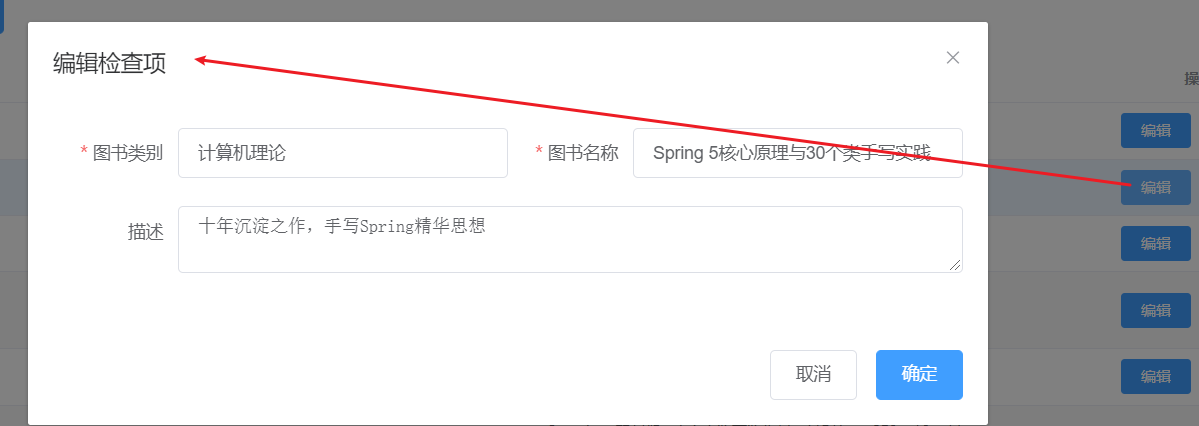 编辑检查项
操
* 图书类别 计算机理论 * 图书名称 Spring 5核心原理与30个类手写实践
编辑
编辑
描述 十年沉淀之作，手写Spring精华思想
编辑
编辑
取消 确定
编辑